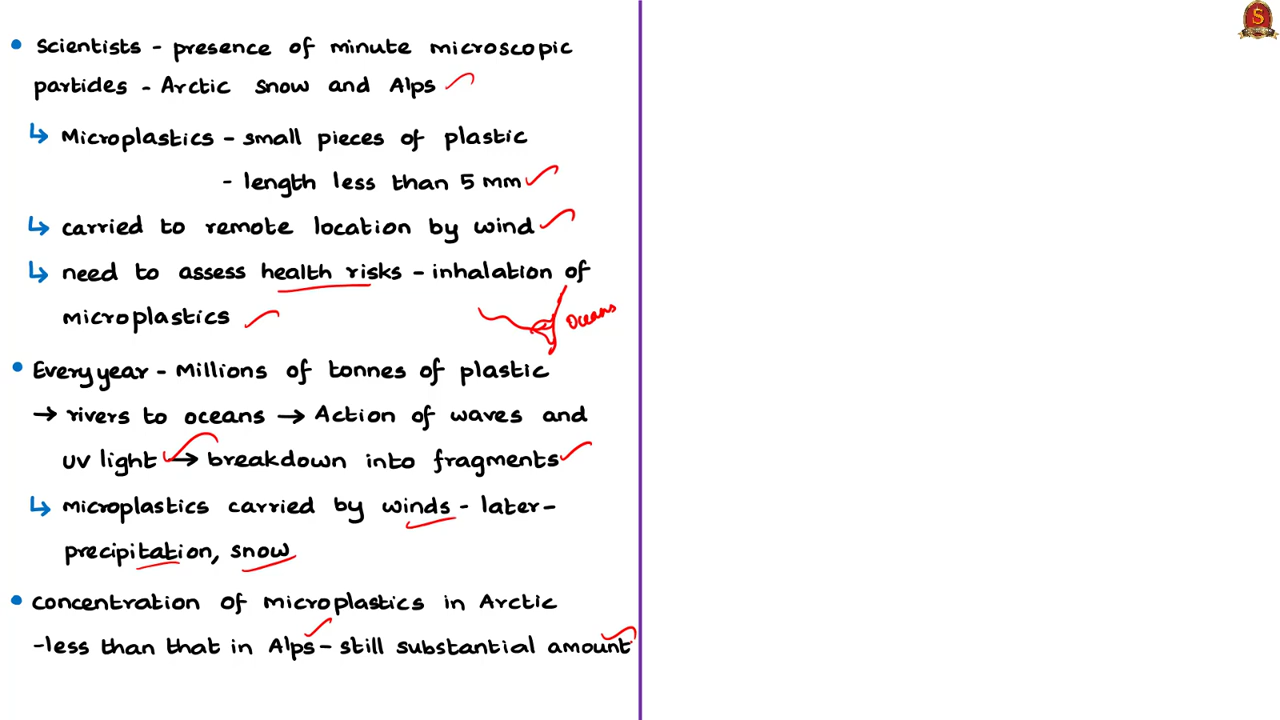 • Scientists - presence of minute microscopic
partides - Arctic snow and Alps
↳ Microplastics - small pieces of plastic
- length less than 5 mm
↳ carried to remote location by wind
↳ need to assess health risks - inhalation of
microplastics
oceans
• Every year - Millions of tonnes of plastic
→ rivers to oceans → Action of waves and
UV light → breakdown into fragments
↳ microplastics carried by winds - later-
precipitation, snow
• concentration of microplastics in Arctic
-less than that in Alps - still substantial amount
S